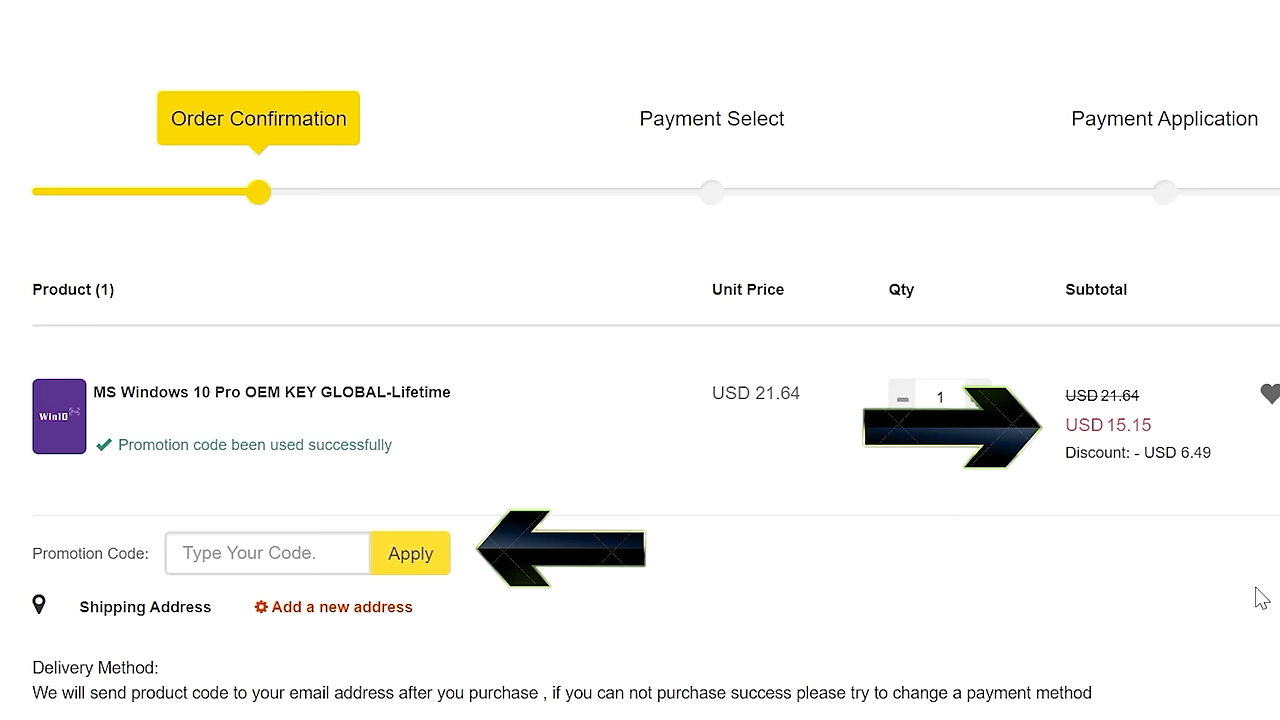 Order Confirmation
Payment Select
Payment Application
Product (1)
Unit Price
Qty
Subtotal
Win10
MS Windows 10 Pro OEM KEY GLOBAL-Lifetime
Promotion code been used successfully
USD 21.64
1
USD 21.64
USD 15.15
Discount: - USD 6.49
Promotion Code:
Type Your Code.
Apply
Shipping Address
Add a new address
Delivery Method:
We will send product code to your email address after you purchase , if you can not purchase success please try to change a payment method